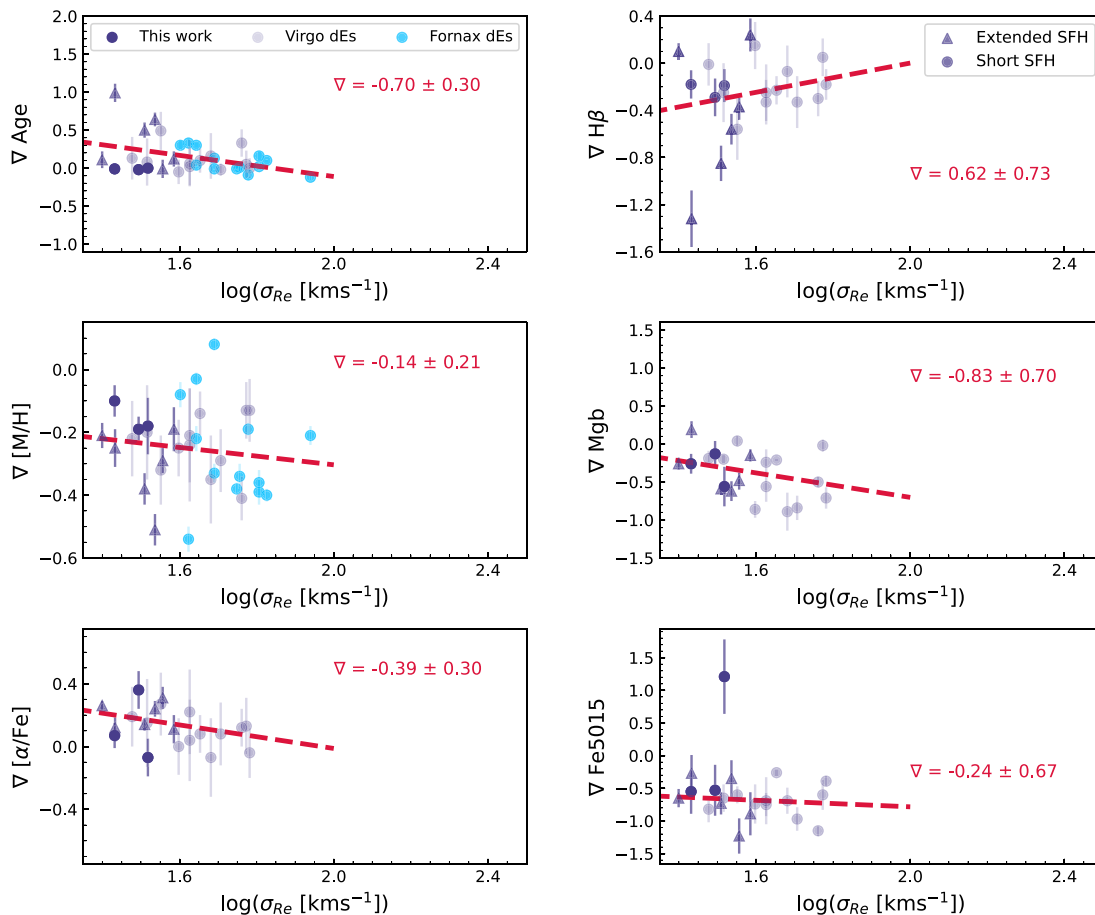 This work
Virgo dEs
Fornax dEs
∇ = -0.70 ± 0.30
∇ Age
2.0
1.5
1.0
0.5
0.0
−0.5
−1.0
1.6
2.0
2.4
log(σRe [kms−1])
Extended SFH
Short SFH
∇ = 0.62 ± 0.73
∇ Hβ
0.4
0.0
−0.4
−0.8
−1.2
−1.6
1.6
2.0
2.4
log(σRe [kms−1])
∇ = -0.14 ± 0.21
∇ [M/H]
0.0
−0.2
−0.4
−0.6
1.6
2.0
2.4
log(σRe [kms−1])
∇ = -0.83 ± 0.70
∇ Mgb
1.5
1.0
0.5
0.0
−0.5
−1.0
−1.5
1.6
2.0
2.4
log(σRe [kms−1])
∇ = -0.39 ± 0.30
∇ [α/Fe]
0.4
0.0
−0.4
1.6
2.0
2.4
log(σRe [kms−1])
∇ = -0.24 ± 0.67
∇ Fe5015
1.5
1.0
0.5
0.0
−0.5
−1.0
−1.5
1.6
2.0
2.4
log(σRe [kms−1])